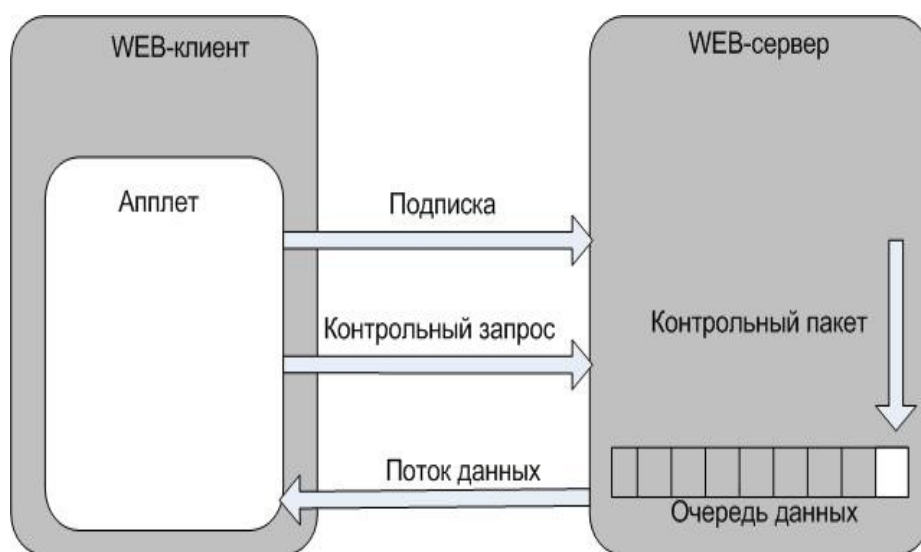 WEB-клиент
WEB-сервер
Апплет
Подписка
Контрольный запрос
Контрольный пакет
Поток данных
Очередь данных